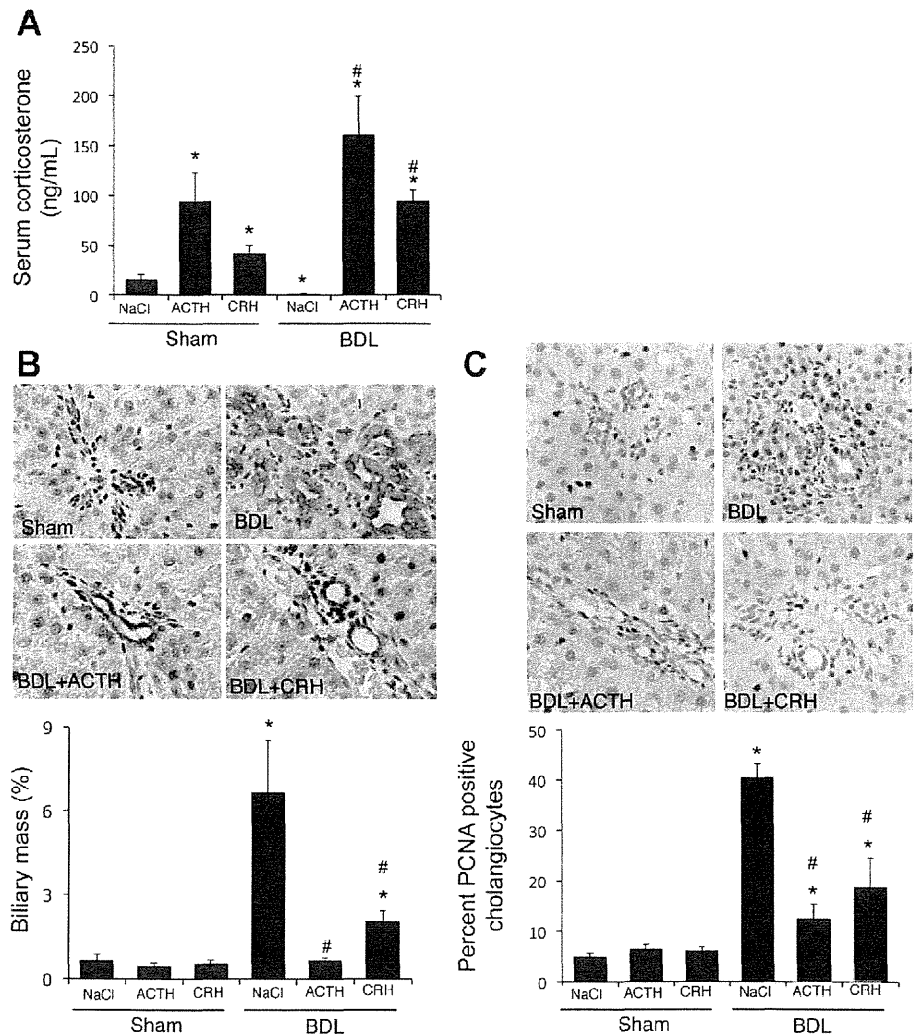 A
Serum corticosterone
(ng/mL)
250
200
150
100
50
0
*
*
*
#
*
#
*
NaCl ACTH CRH NaCl ACTH CRH
Sham BDL
B
Sham
BDL
BDL+ACTH
BDL+CRH
Biliary mass (%)
9
6
3
0
*
#
#
*
NaCl ACTH CRH NaCl ACTH CRH
Sham BDL
C
Sham
BDL
BDL+ACTH
BDL+CRH
Percent PCNA positive
cholangiocytes
50
40
30
20
10
0
*
#
*
#
*
NaCl ACTH CRH NaCl ACTH CRH
Sham BDL